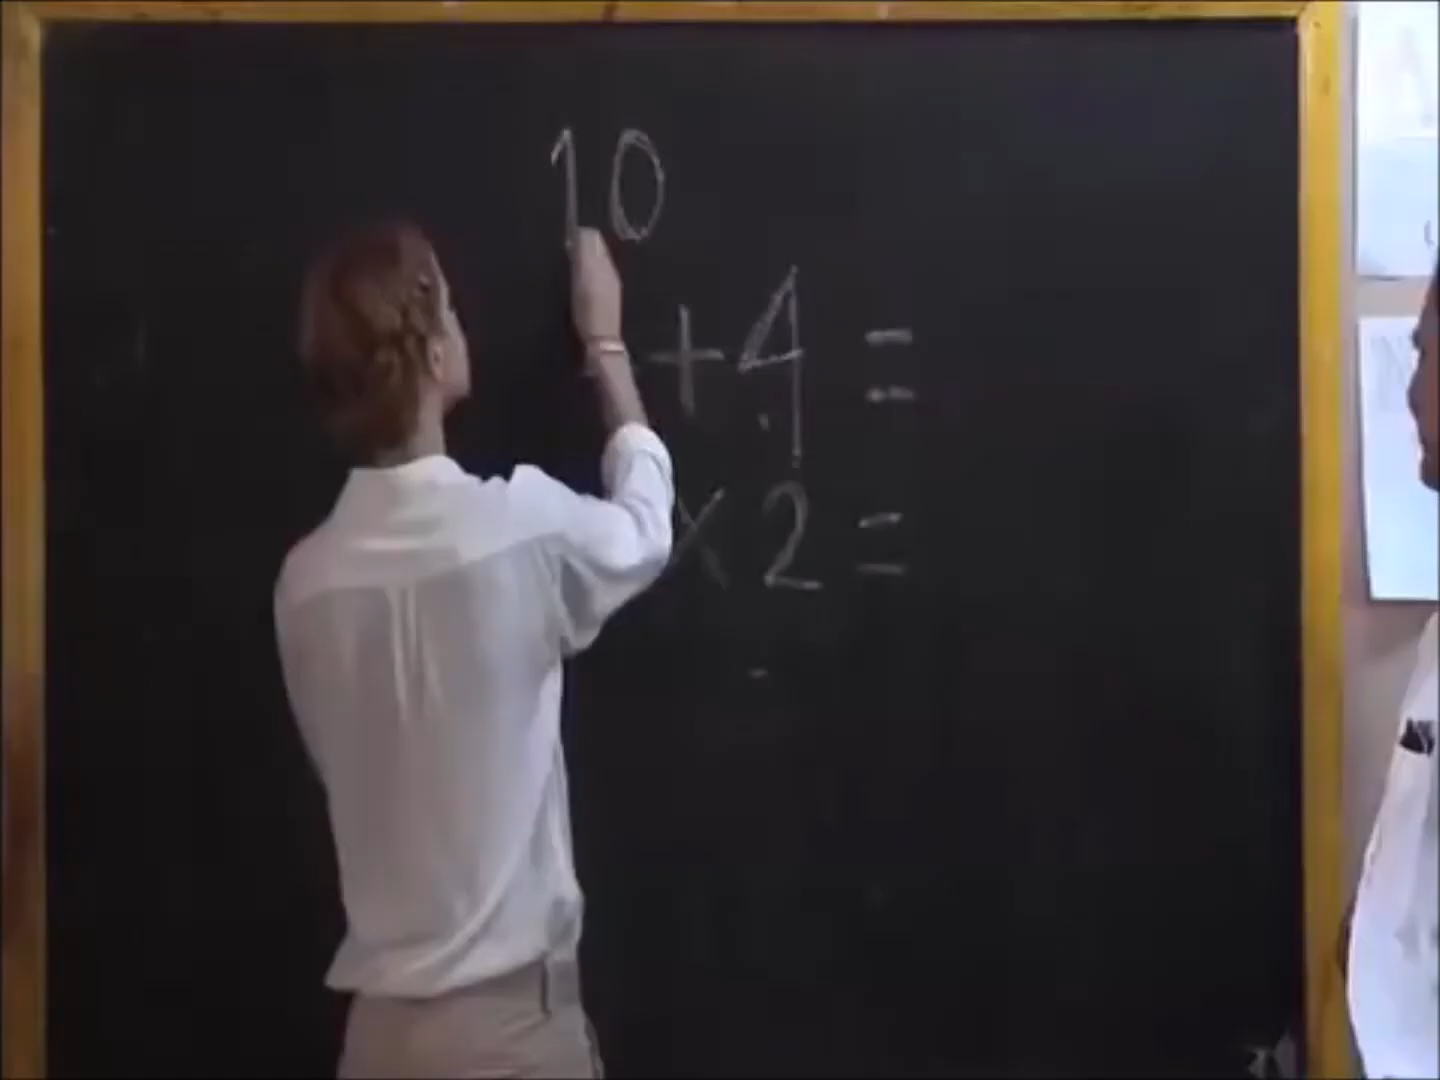 10
+ 4 =
× 2 =